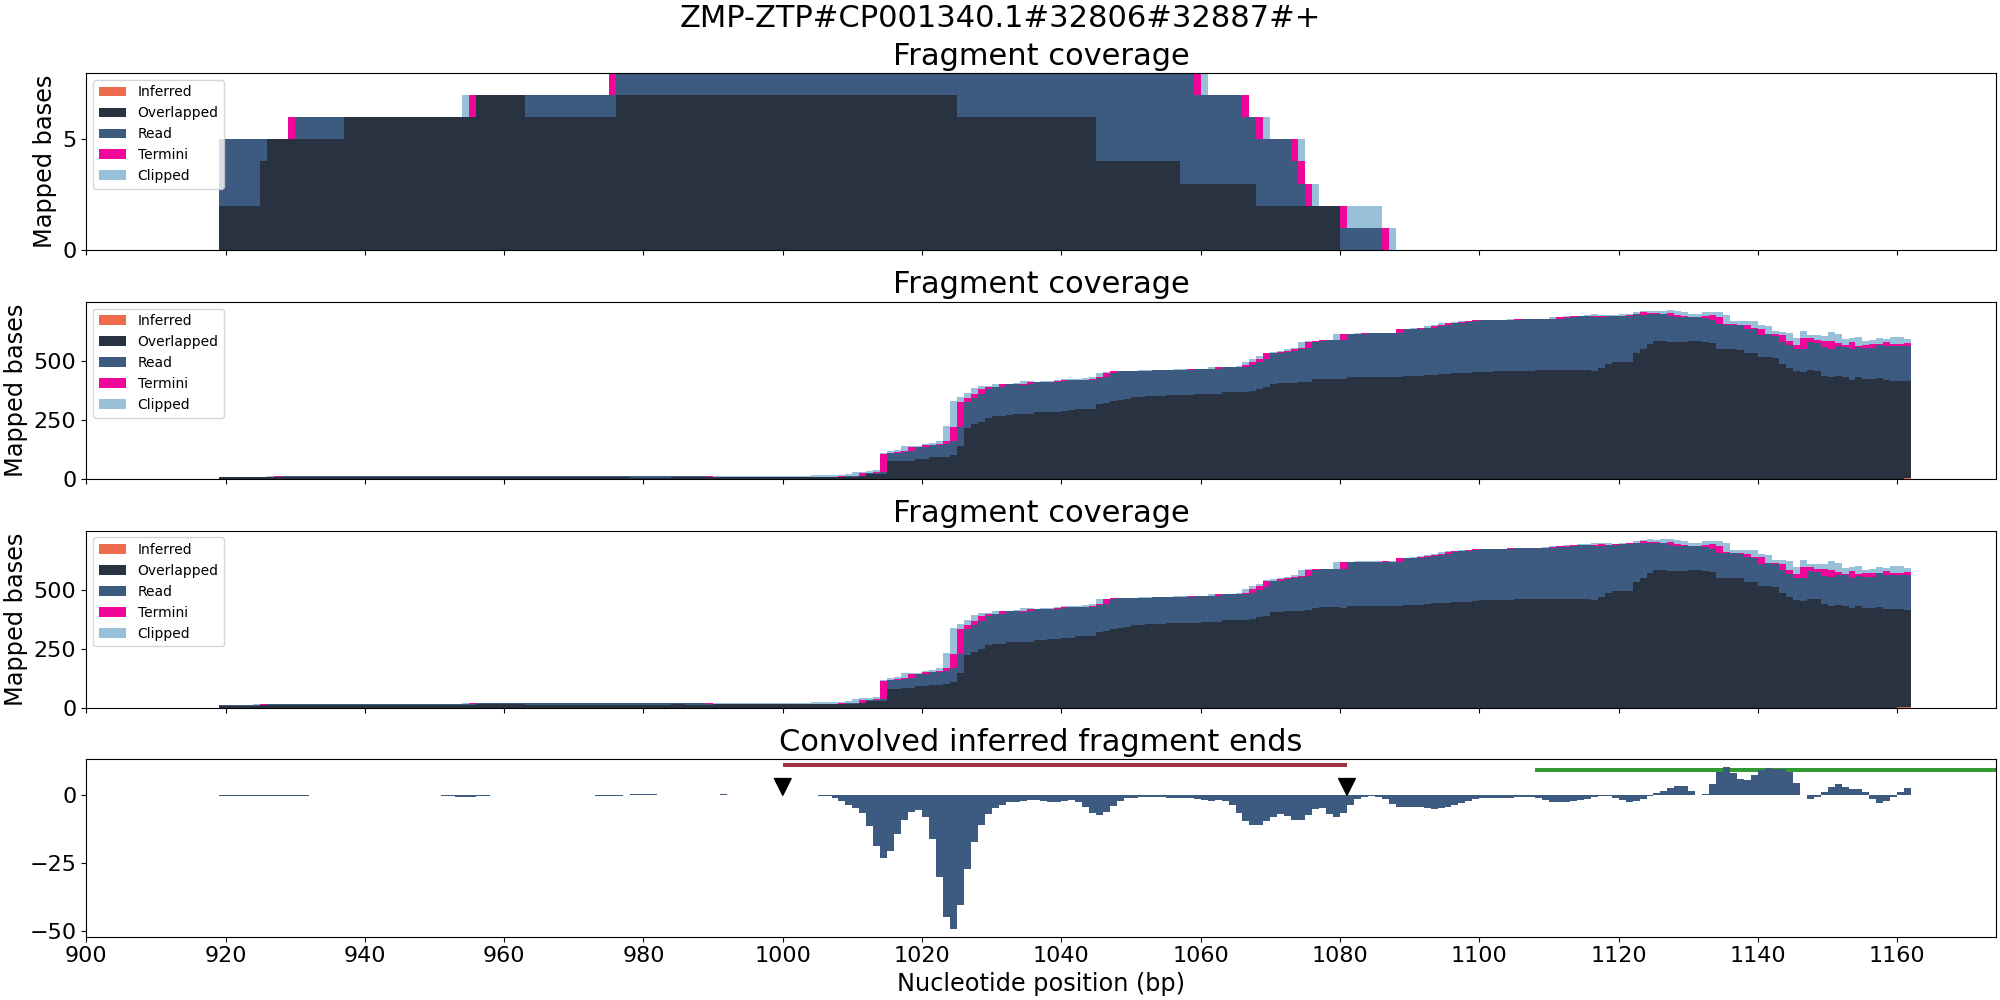 ZMP-ZTP#CP001340.1#32806#32887#+
Fragment coverage
Mapped bases
5
0
Inferred
Overlapped
Read
Termini
Clipped
Fragment coverage
Mapped bases
500
250
0
Inferred
Overlapped
Read
Termini
Clipped
Fragment coverage
Mapped bases
500
250
0
Inferred
Overlapped
Read
Termini
Clipped
Convolved inferred fragment ends
0
−25
−50
900 920 940 960 980 1000 1020 1040 1060 1080 1100 1120 1140 1160
Nucleotide position (bp)